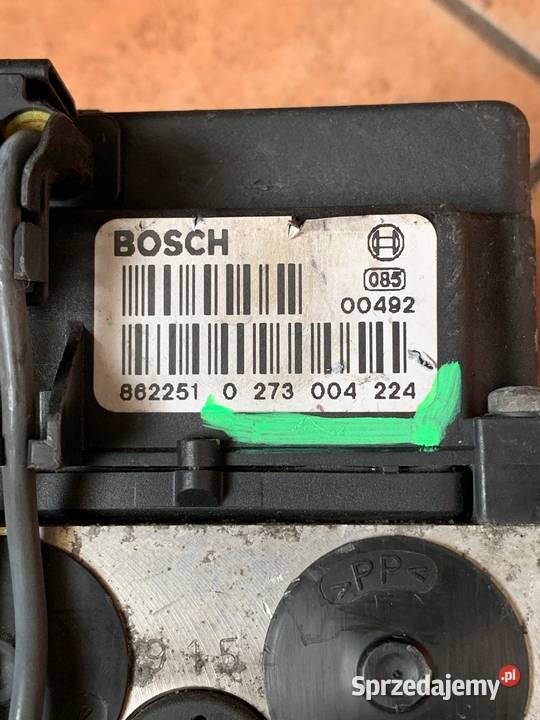 BOSCH
085
00492
862251 0 273 004 224
>PP<
915
Sprzedajemy.pl